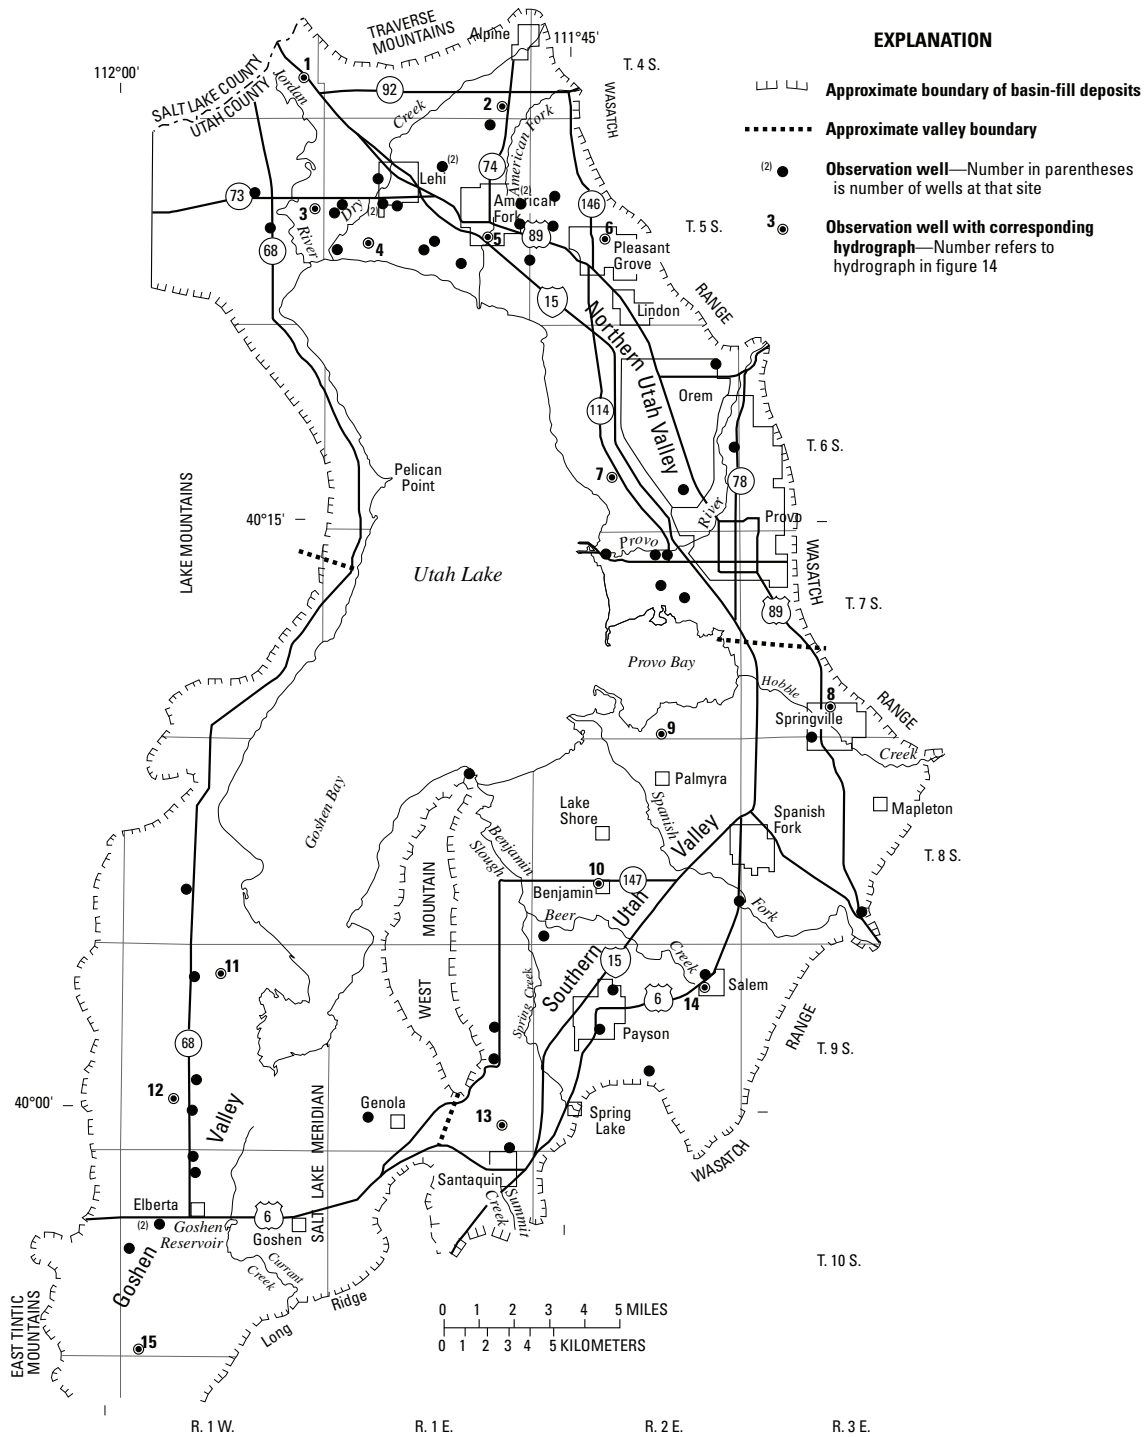 TRAVERSE
MOUNTAINS
Alpine
111°45'
112°00'
EXPLANATION
Approximate boundary of basin-fill deposits
Approximate valley boundary
(2)
Observation well—Number in parentheses
is number of wells at that site
3
Observation well with corresponding
hydrograph—Number refers to
hydrograph in figure 14
T. 4 S.
SALT LAKE COUNTY
UTAH COUNTY
1
Jordan
River
92
Creek
2
WASATCH
American Fork
(2)
74
Lehi
73
Dry
(2)
3
(2)
American
Fork
146
T. 5 S.
68
4
5
89
6
Pleasant
Grove
15
Lindon
RANGE
Northern Utah Valley
Orem
114
T. 6 S.
Pelican
Point
7
78
LAKE MOUNTAINS
River
Provo
40°15'
Provo
WASATCH
Utah Lake
T. 7 S.
89
Provo Bay
Hobble
8
RANGE
Springville
9
Creek
Palmyra
Goshen Bay
Lake
Shore
Spanish
Spanish
Fork
Mapleton
Valley
Benjamin
Slough
T. 8 S.
10
147
Benjamin
MOUNTAIN
Utah
Beer
Fork
Creek
11
15
Salem
Southern
Spring Creek
WEST
6
14
Payson
RANGE
T. 9 S.
68
12
40°00'
Genola
Valley
13
Spring
Lake
SALT LAKE MERIDIAN
WASATCH
Santaquin
Elberta
Summit
Creek
6
(2)
Goshen
Reservoir
Goshen
Currant
Creek
Goshen
T. 10 S.
Ridge
Long
EAST TINTIC
MOUNTAINS
15
0 1 2 3 4 5 MILES
0 1 2 3 4 5 KILOMETERS
R. 1 W.
R. 1 E.
R. 2 E.
R. 3 E.